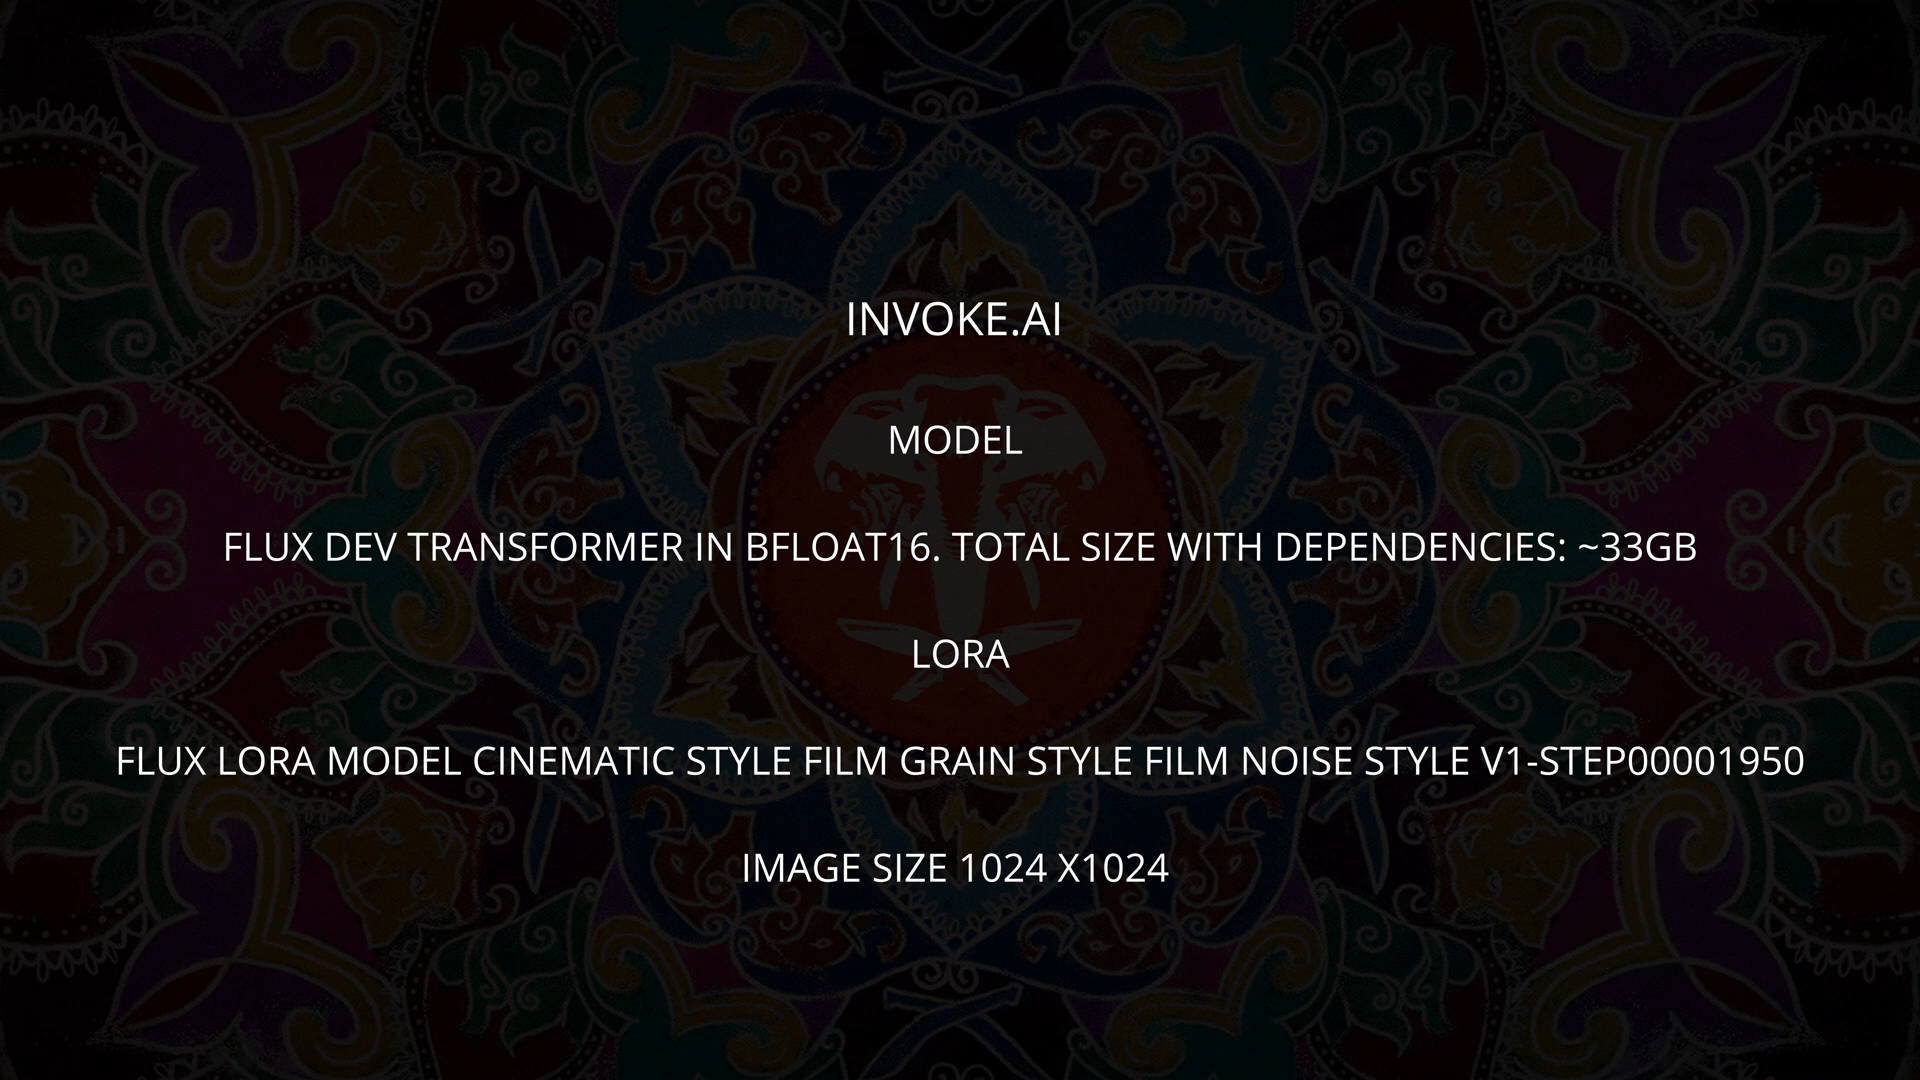 INVOKE.AI
MODEL
FLUX DEV TRANSFORMER IN BFLOAT16. TOTAL SIZE WITH DEPENDENCIES: ~33GB
LORA
FLUX LORA MODEL CINEMATIC STYLE FILM GRAIN STYLE FILM NOISE STYLE V1-STEP00001950
IMAGE SIZE 1024 X1024